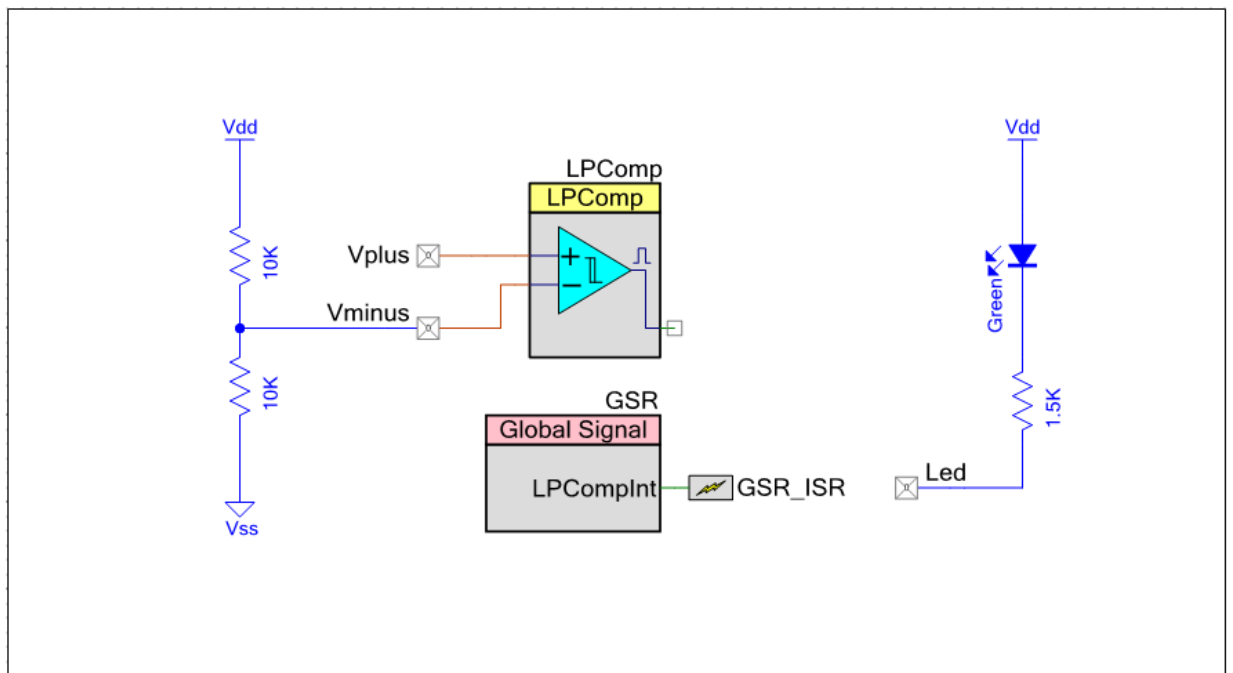 Vdd
Vdd
LPComp
LPComp
10K
Vplus
+
Vminus
−
Green
10K
1.5K
GSR
Global Signal
LPCompInt
GSR_ISR
Led
Vss